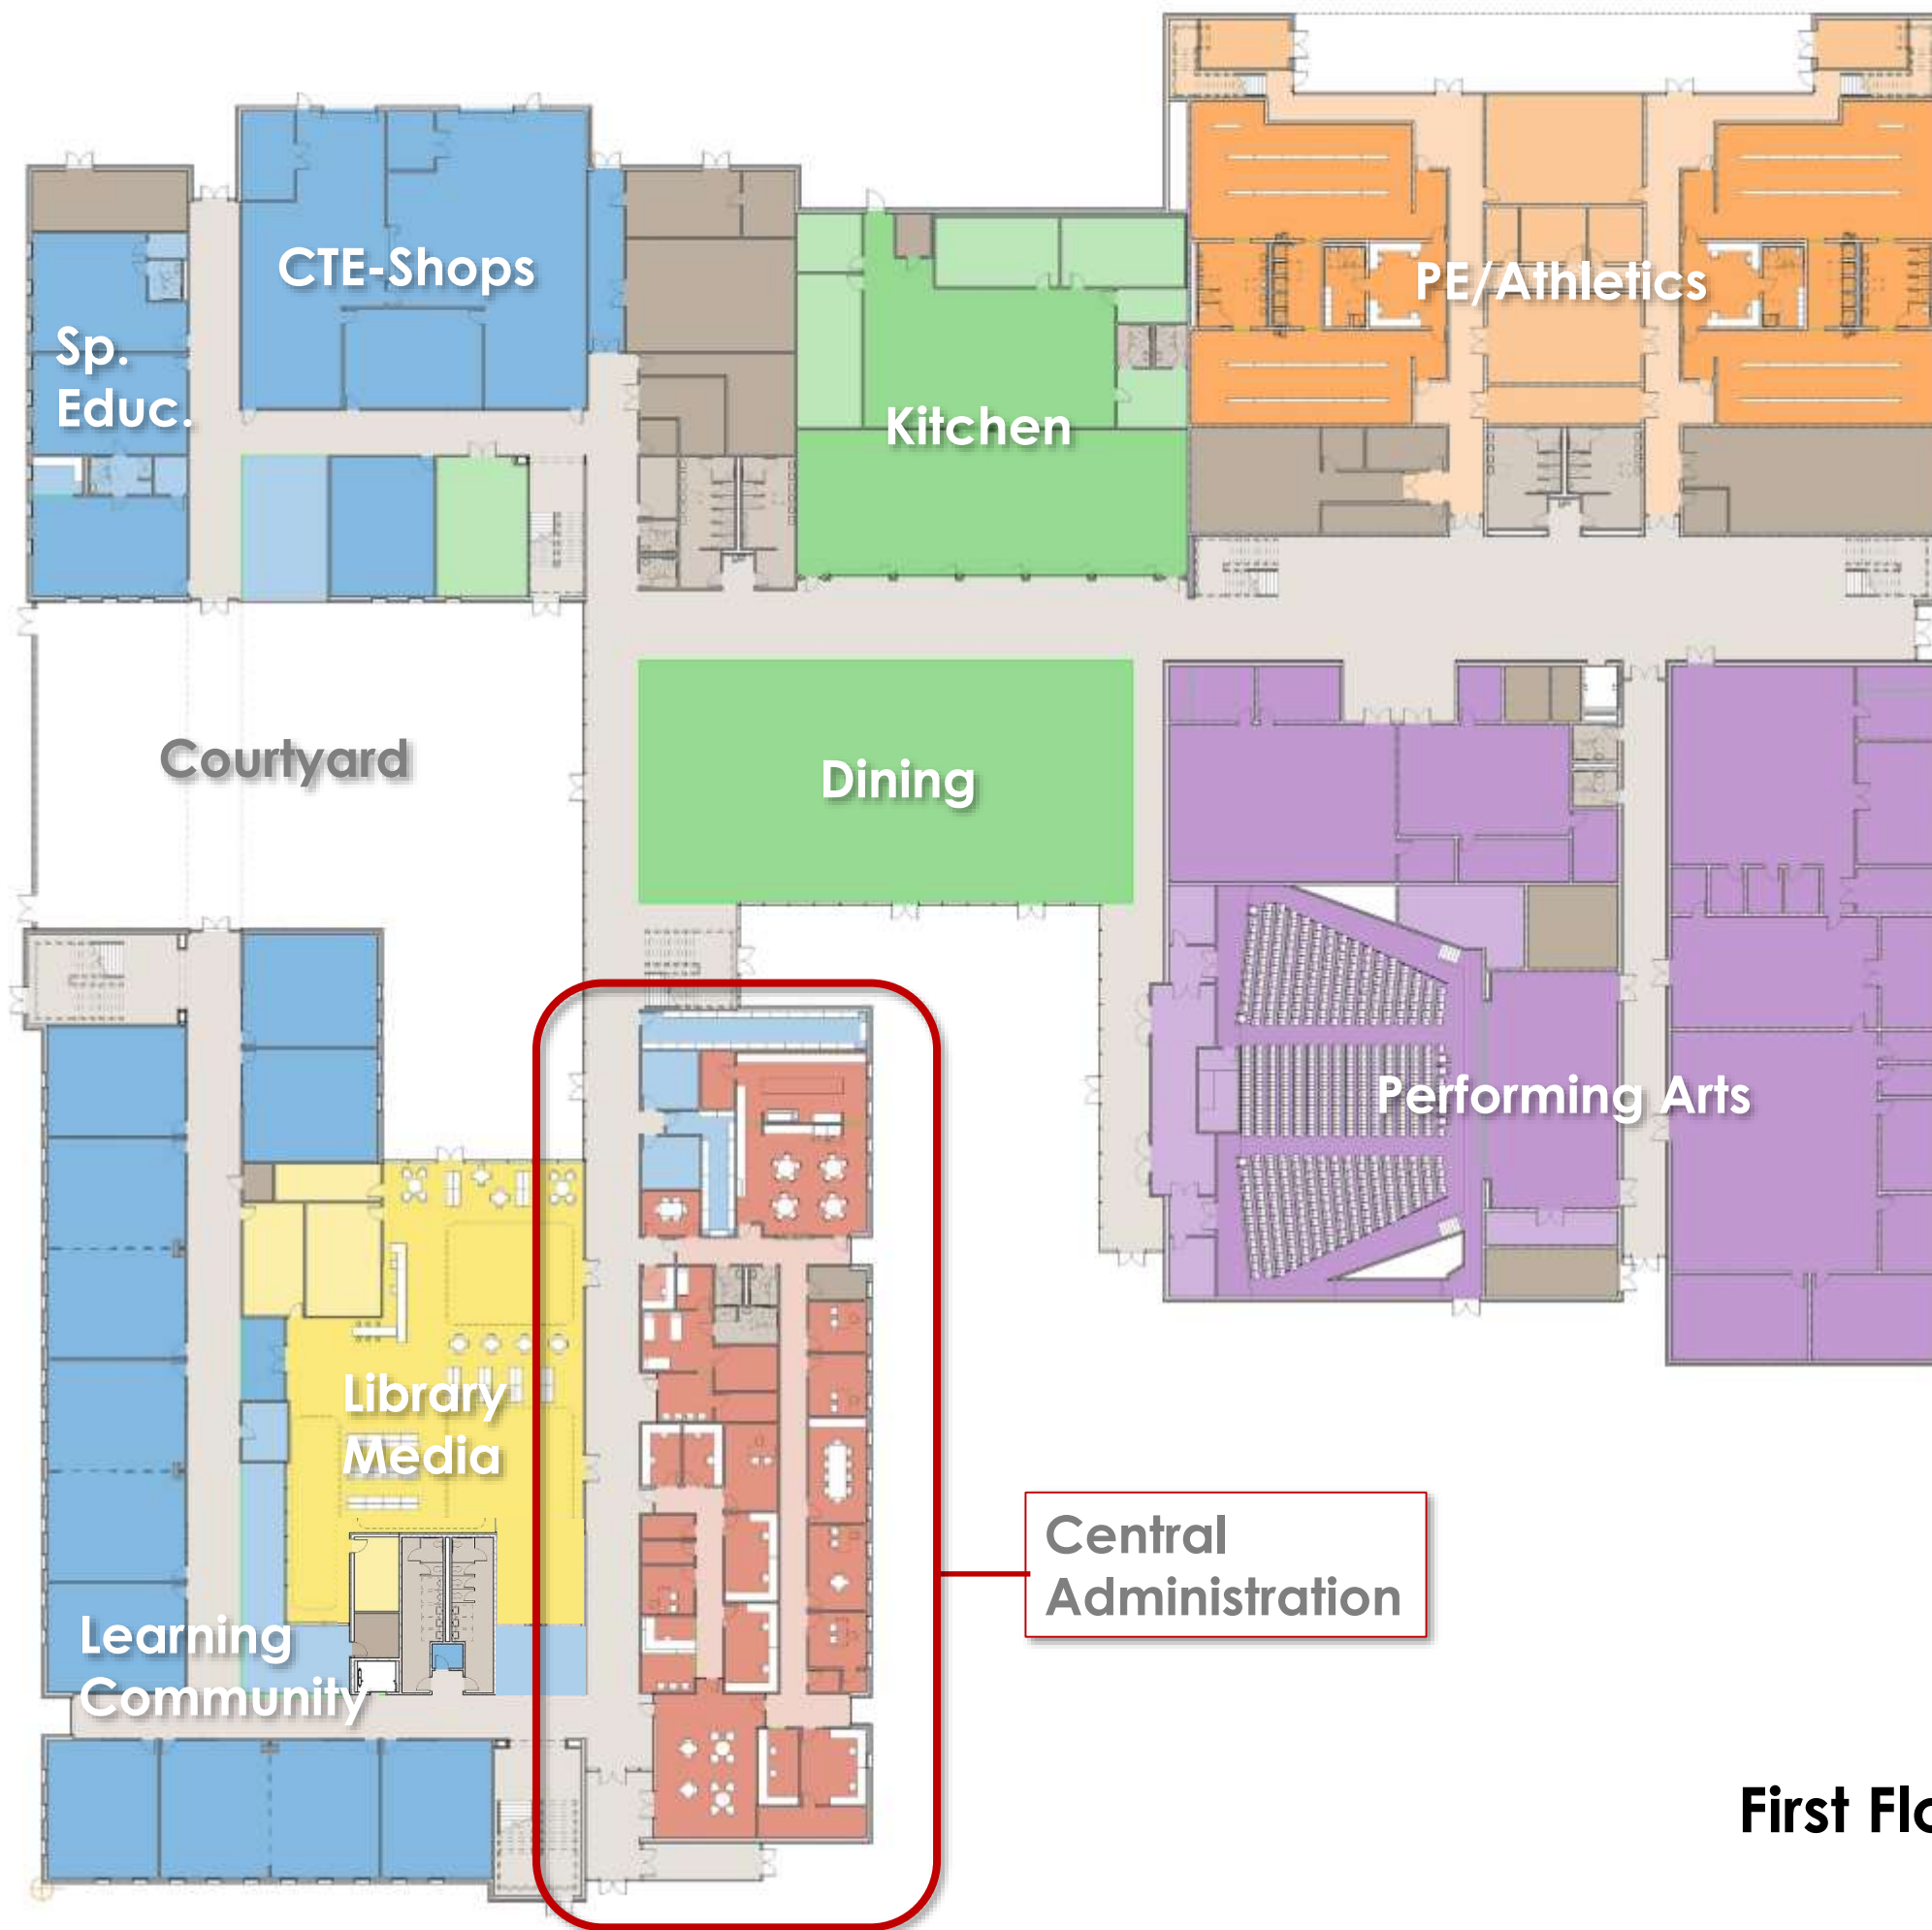 CTE-Shops
PE/Athletics
Sp.
Educ.
Kitchen
Courtyard
Dining
Performing Arts
Library
Media
Central
Administration
Learning
Community
First Flo